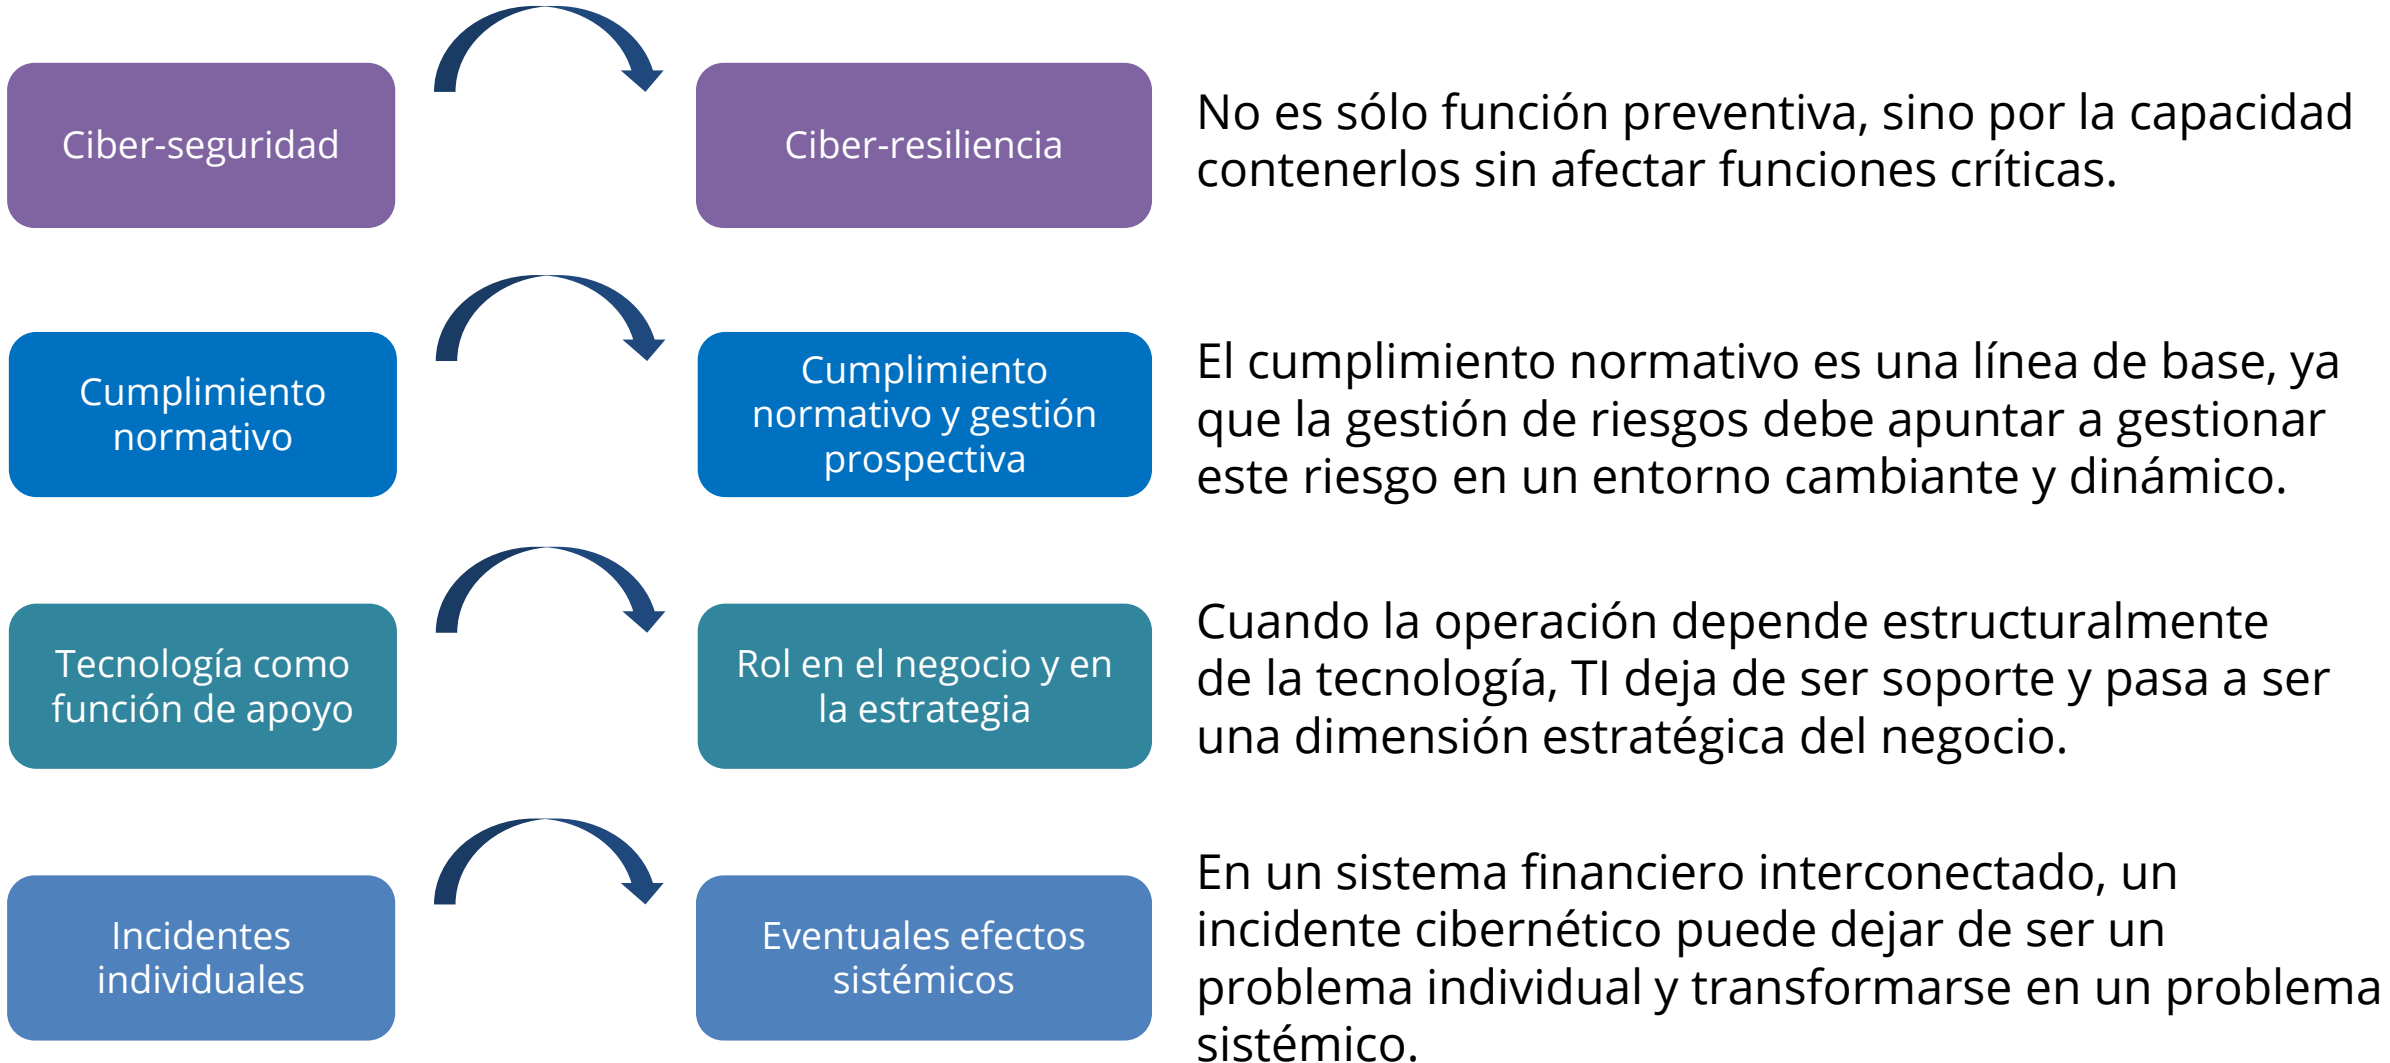 Ciber-seguridad
Ciber-resiliencia
No es sólo función preventiva, sino por la capacidad
contenerlos sin afectar funciones críticas.
Cumplimiento
normativo
Cumplimiento
normativo y gestión
prospectiva
El cumplimiento normativo es una línea de base, ya
que la gestión de riesgos debe apuntar a gestionar
este riesgo en un entorno cambiante y dinámico.
Tecnología como
función de apoyo
Rol en el negocio y en
la estrategia
Cuando la operación depende estructuralmente
de la tecnología, TI deja de ser soporte y pasa a ser
una dimensión estratégica del negocio.
Incidentes
individuales
Eventuales efectos
sistémicos
En un sistema financiero interconectado, un
incidente cibernético puede dejar de ser un
problema individual y transformarse en un problema
sistémico.